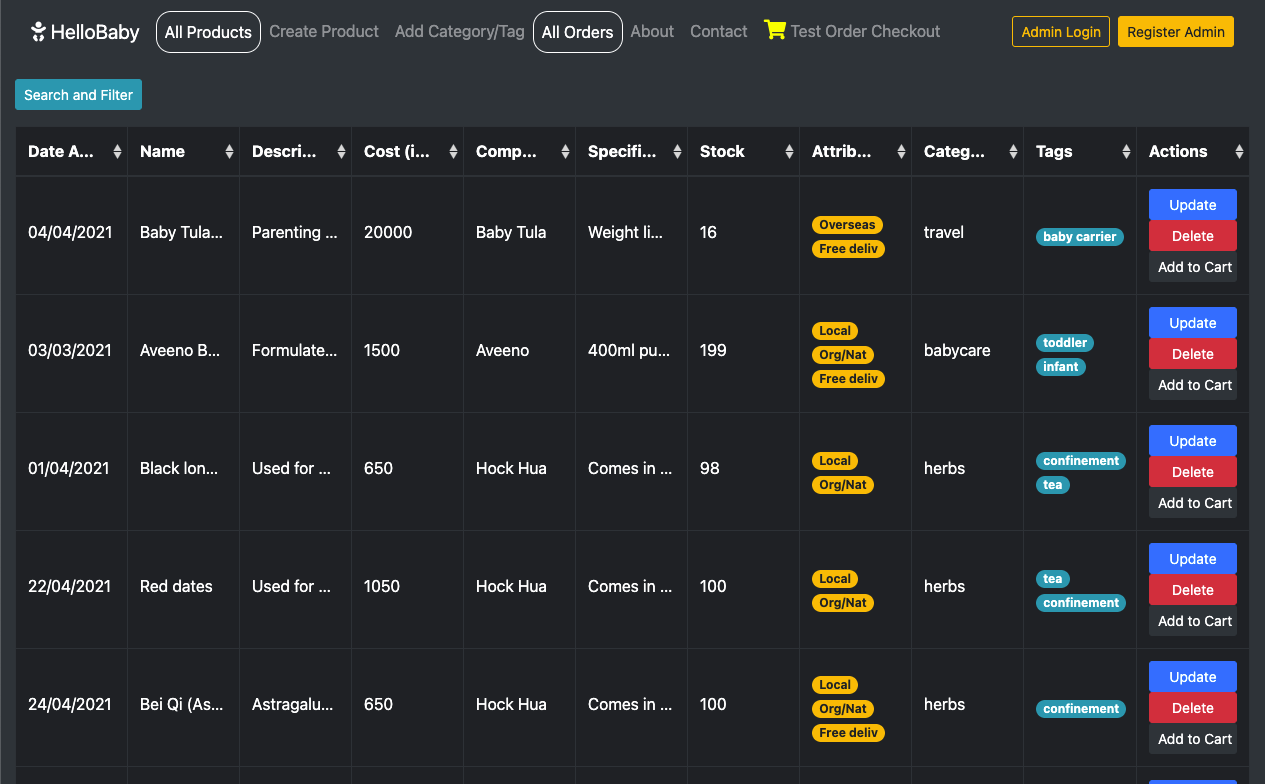 HelloBaby All Products Create Product Add Category/Tag All Orders About Contact Test Order Checkout Admin Login Register Admin
Search and Filter
Date A... Name Descri... Cost (i... Comp... Specifi... Stock Attrib... Categ... Tags Actions
04/04/2021 Baby Tula... Parenting ... 20000 Baby Tula Weight li... 16 Overseas Free deliv travel baby carrier Update Delete Add to Cart
03/03/2021 Aveeno B... Formulate... 1500 Aveeno 400ml pu... 199 Local Org/Nat Free deliv babycare toddler infant Update Delete Add to Cart
01/04/2021 Black lon... Used for ... 650 Hock Hua Comes in ... 98 Local Org/Nat herbs confinement tea Update Delete Add to Cart
22/04/2021 Red dates Used for ... 1050 Hock Hua Comes in ... 100 Local Org/Nat herbs tea confinement Update Delete Add to Cart
24/04/2021 Bei Qi (As... Astragalu... 650 Hock Hua Comes in ... 100 Local Org/Nat Free deliv herbs confinement Update Delete Add to Cart